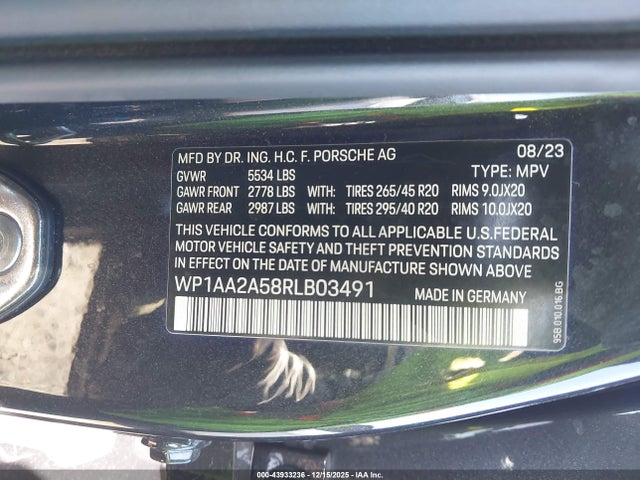 MFD BY DR. ING. H.C. F. PORSCHE AG 08/23
GVWR 5534 LBS TYPE: MPV
GAWR FRONT 2778 LBS WITH: TIRES 265/45 R20 RIMS 9.0JX20
GAWR REAR 2987 LBS WITH: TIRES 295/40 R20 RIMS 10.0JX20
THIS VEHICLE CONFORMS TO ALL APPLICABLE U.S.FEDERAL
MOTOR VEHICLE SAFETY AND THEFT PREVENTION STANDARDS
IN EFFECT ON THE DATE OF MANUFACTURE SHOWN ABOVE
WP1AA2A58RLB03491 MADE IN GERMANY
95B.010.016.BG
000-43933236 - 12/15/2025 - IAAI.COM